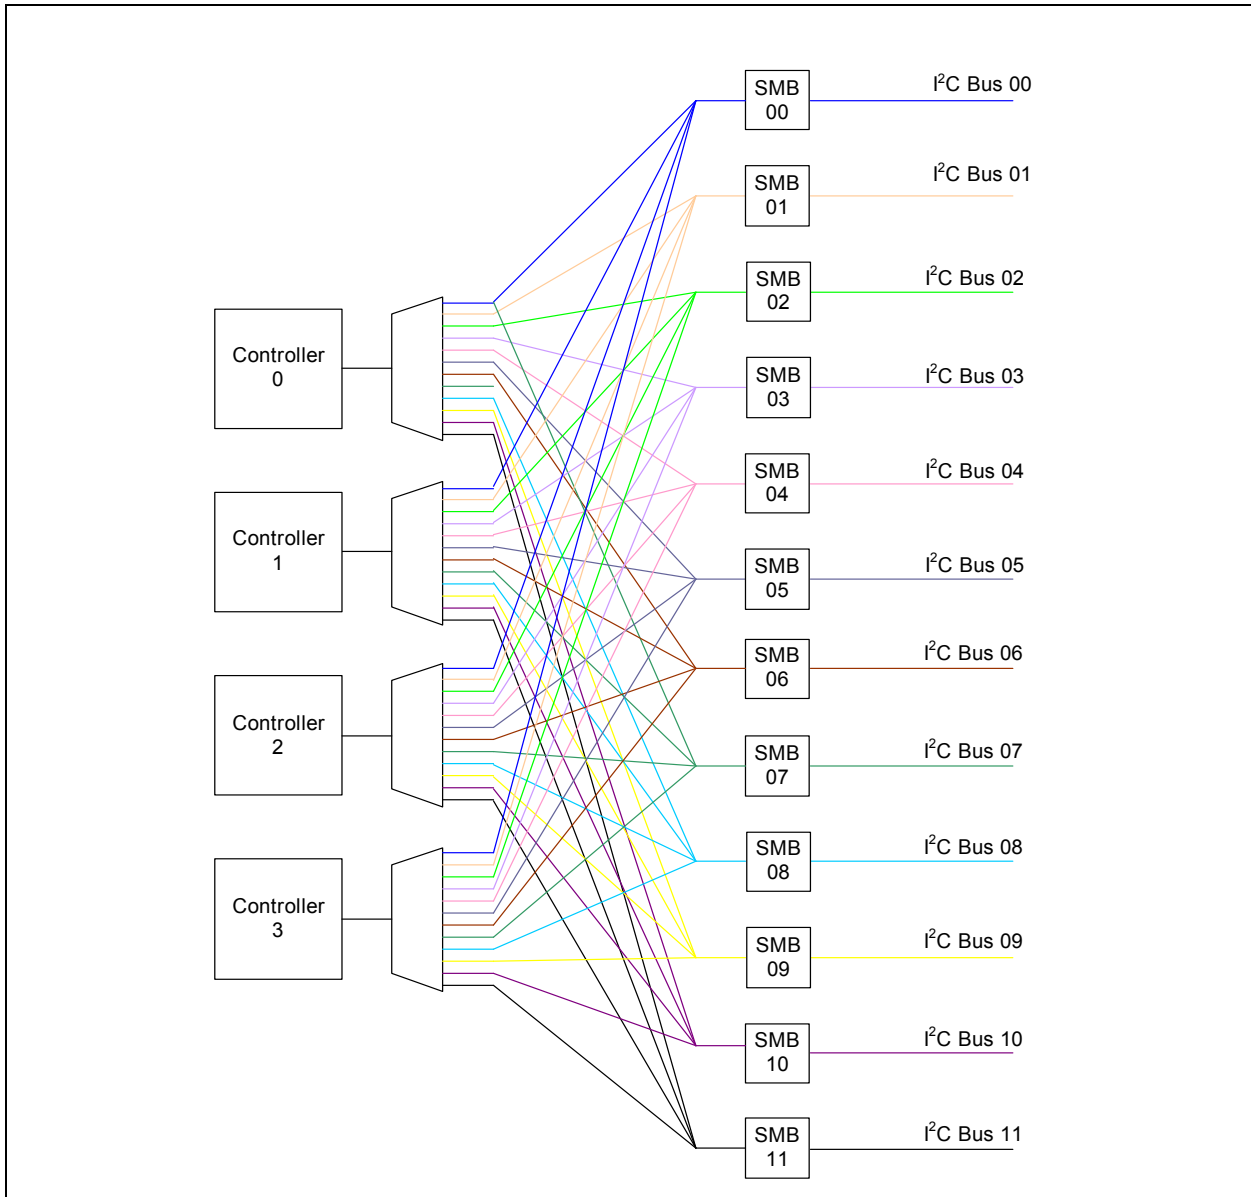 SMB
00
I²C Bus 00
SMB
01
I²C Bus 01
SMB
02
I²C Bus 02
SMB
03
I²C Bus 03
SMB
04
I²C Bus 04
SMB
05
I²C Bus 05
SMB
06
I²C Bus 06
SMB
07
I²C Bus 07
SMB
08
I²C Bus 08
SMB
09
I²C Bus 09
SMB
10
I²C Bus 10
SMB
11
I²C Bus 11
Controller
0
Controller
1
Controller
2
Controller
3